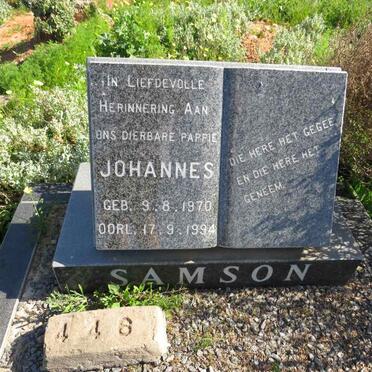 IN LIEFDEVOLLE
HERINNERING AAN
ONS DIERBARE PAPPIE
JOHANNES
GEB. 9.8.1970
OORL. 17.9.1994
DIE HERE HET GEGEE
EN DIE HERE HET
GENEEM.
SAMSON
446